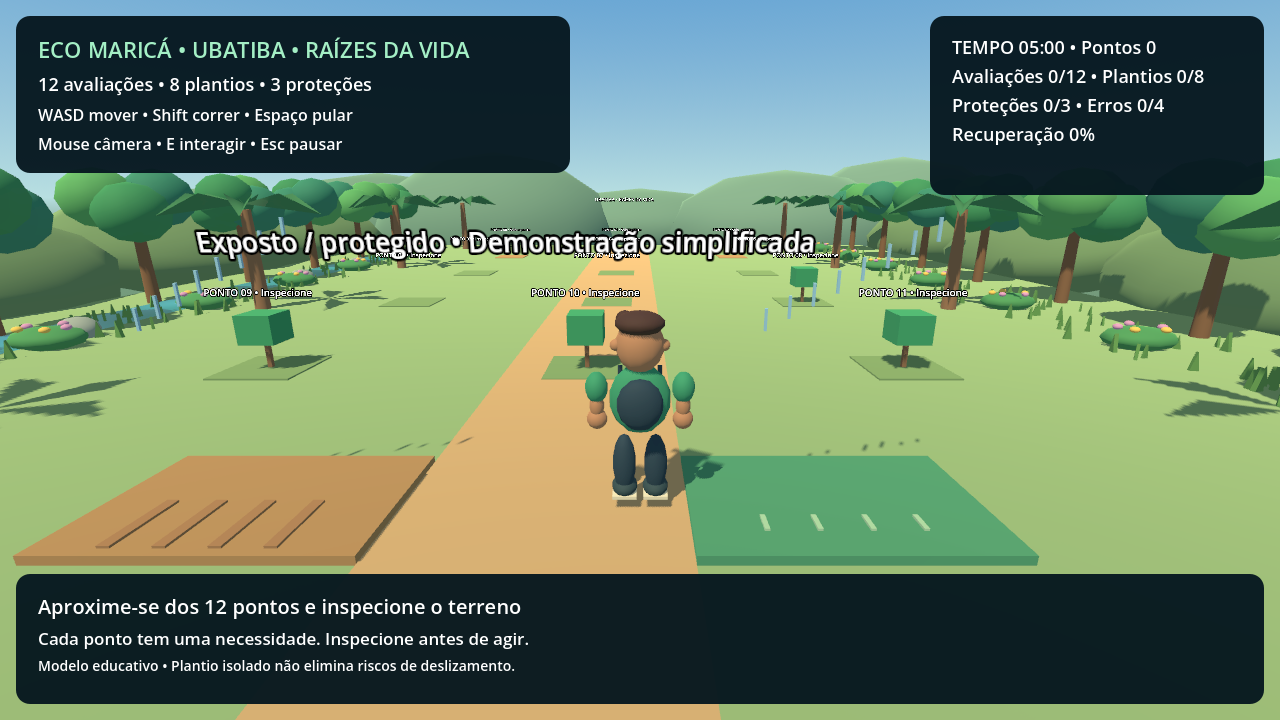 ECO MARICÁ • UBATIBA • RAÍZES DA VIDA
12 avaliações • 8 plantios • 3 proteções
WASD mover • Shift correr • Espaço pular
Mouse câmera • E interagir • Esc pausar
TEMPO 05:00 • Pontos 0
Avaliações 0/12 • Plantios 0/8
Proteções 0/3 • Erros 0/4
Recuperação 0%
Exposto / protegido • Demonstração simplificada
PONTO 09 • Inspecione
PONTO 10 • Inspecione
PONTO 11 • Inspecione
Aproxime-se dos 12 pontos e inspecione o terreno
Cada ponto tem uma necessidade. Inspecione antes de agir.
Modelo educativo • Plantio isolado não elimina riscos de deslizamento.